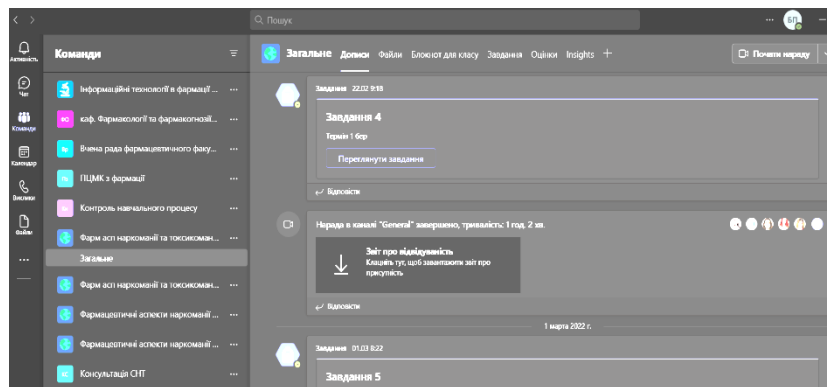 Пошук
БП
Активність
Чат
Команди
Календар
Виклики
Файли
Команди
Інформаційні технології в фармації ...
каф. Фармакології та фармакогнозії...
Вчена рада фармацевтичного факу...
ПЦМК з фармації
Контроль навчального процесу
Фарм асп наркоманії та токсикоман...
Загальне
Фарм асп наркоманії та токсикоман...
Фармацевтичні аспекти наркоманії ...
Фармацевтичні аспекти наркоманії ...
Консультація СНТ
Загальне Дописи Файли Блокнот для класу Завдання Оцінки Insights
Почати нараду
Завдання 22.02 9:18
Завдання 4
Термін 1 бер
Переглянути завдання
Відповісти
Нарада в каналі "General" завершено, тривалість: 1 год. 2 хв.
Звіт про відвідуваність
Клацніть тут, щоб завантажити звіт про
присутність
Відповісти
1 марта 2022 г.
Завдання 01.03 8:22
Завдання 5